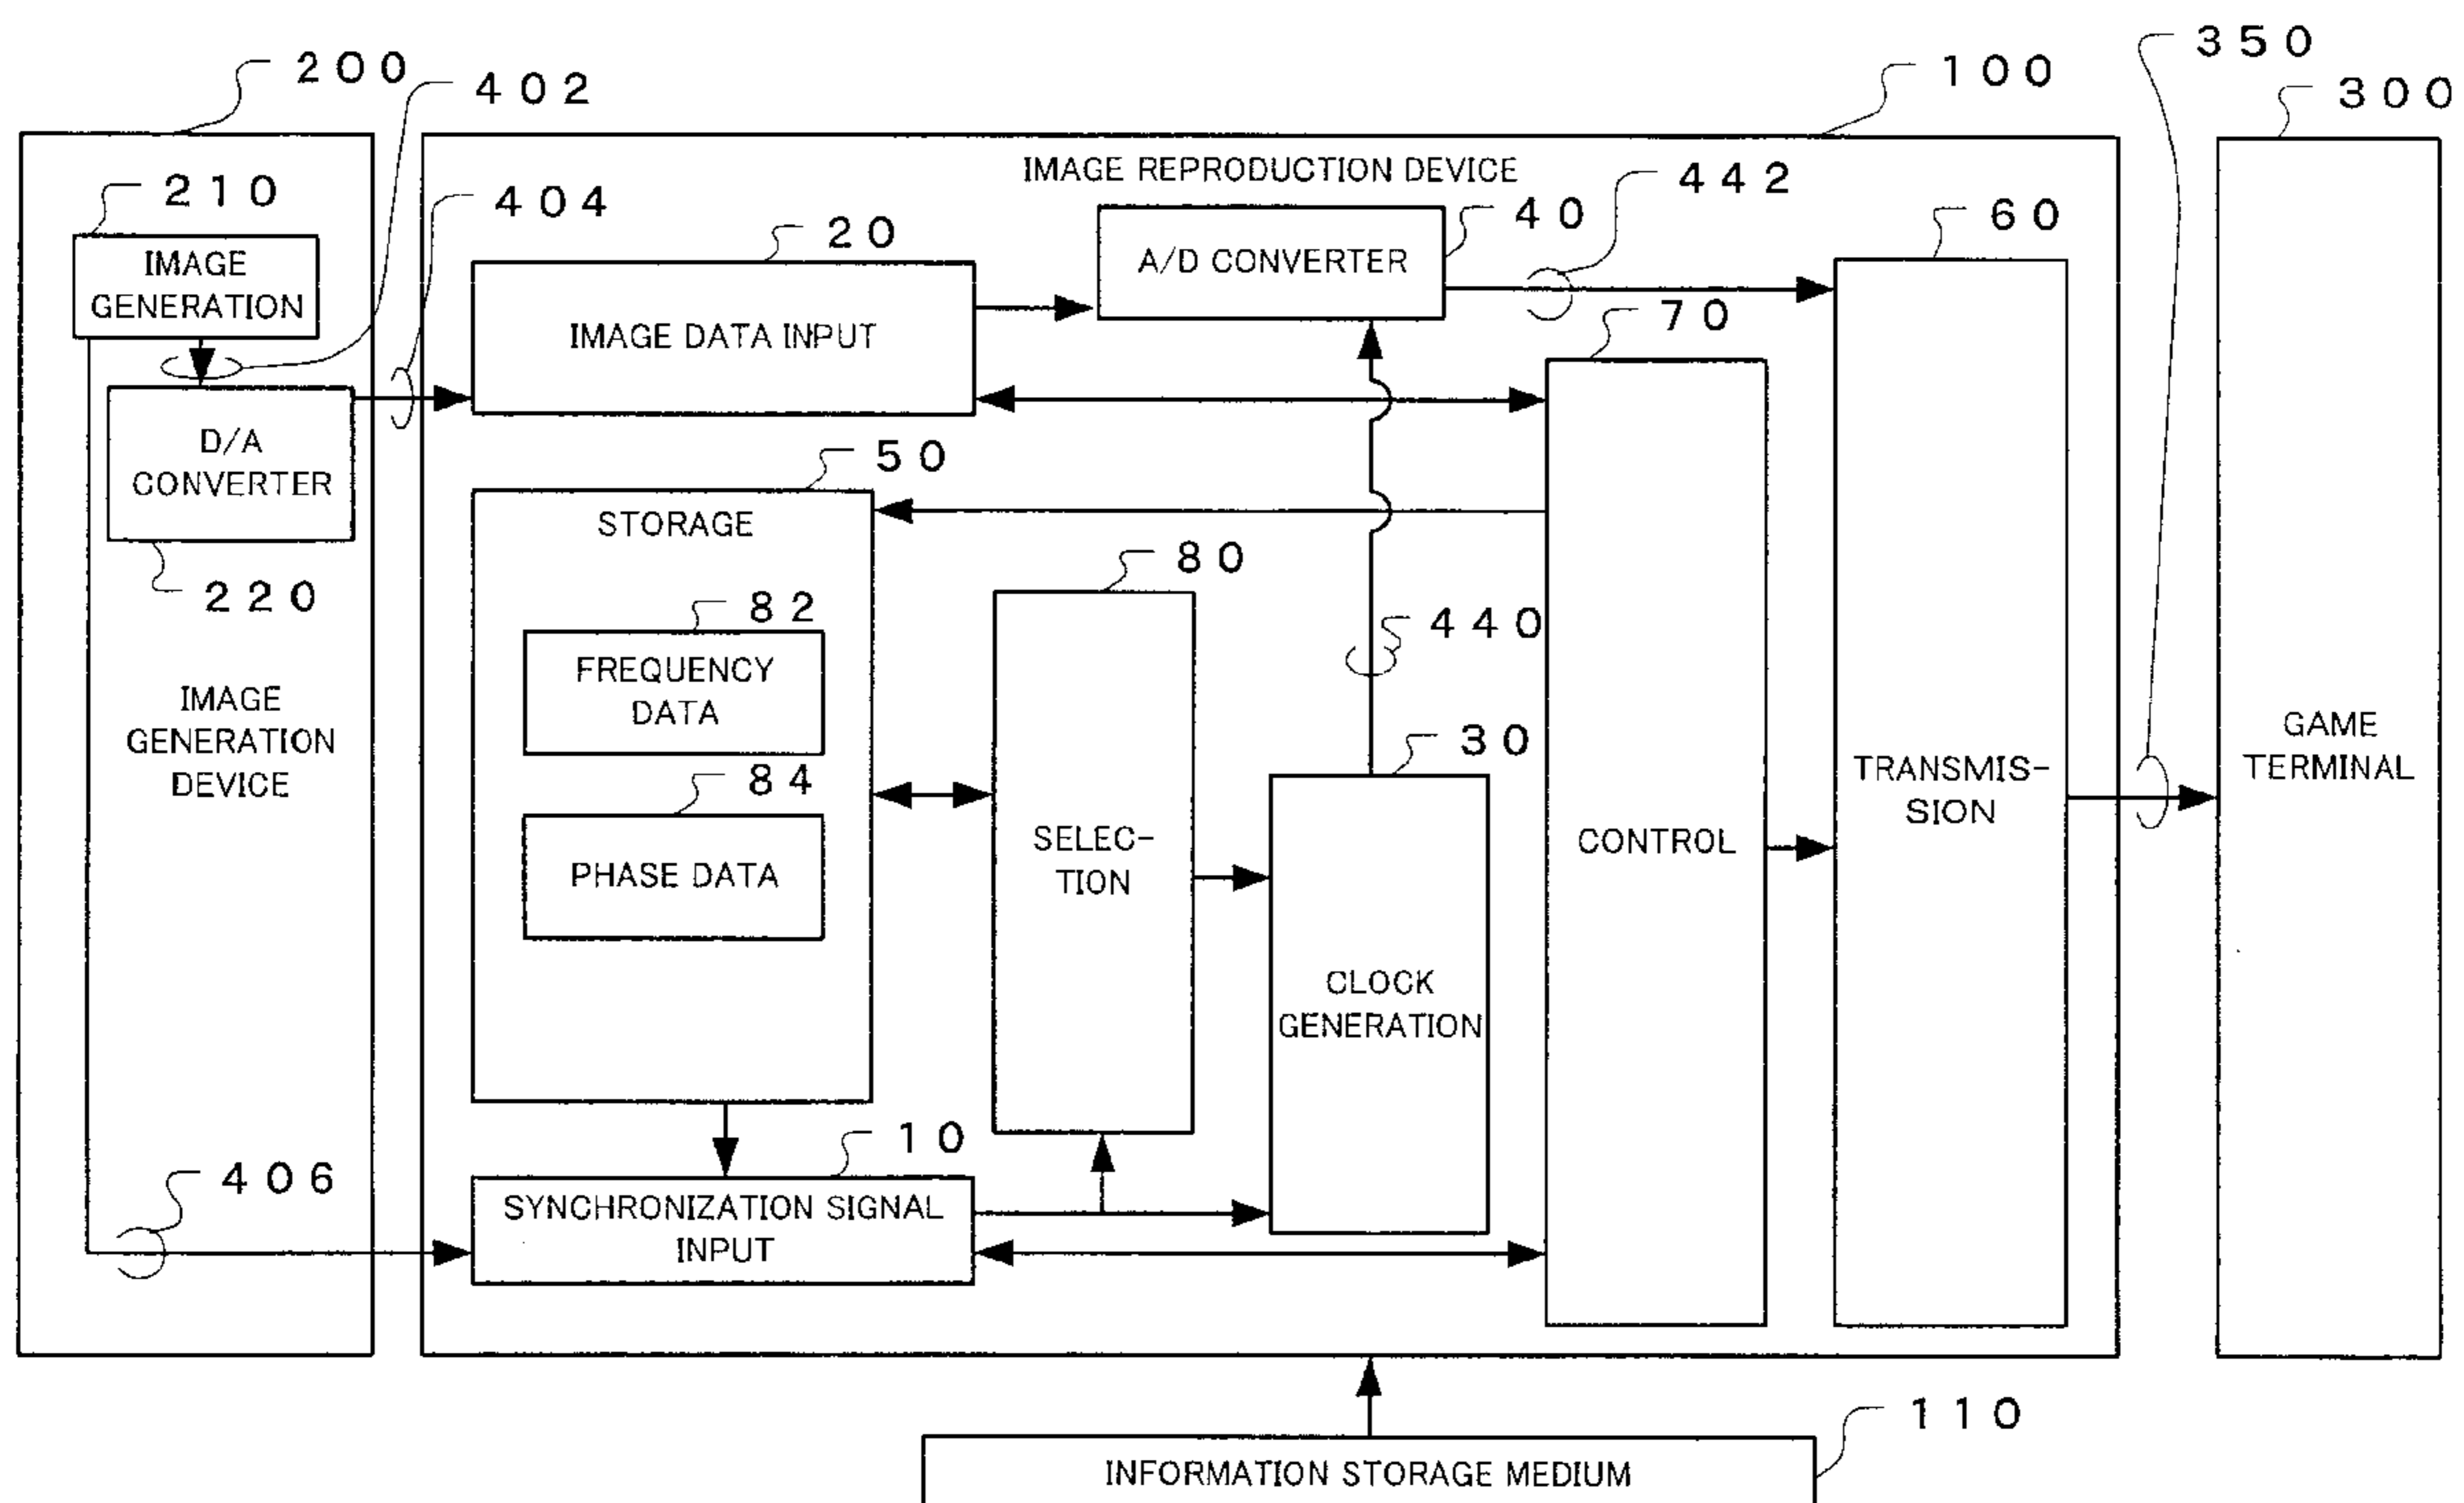 200
402
350
100
300
IMAGE REPRODUCTION DEVICE
210
404
442
20
40
60
IMAGE
GENERATION
A/D CONVERTER
IMAGE DATA INPUT
70
D/A
CONVERTER
50
STORAGE
220
80
82
440
FREQUENCY
DATA
IMAGE
GENERATION
DEVICE
30
84
GAME
TERMINAL
TRANSMIS-
SION
SELEC-
TION
CONTROL
PHASE DATA
CLOCK
GENERATION
10
406
SYNCHRONIZATION SIGNAL
INPUT
110
INFORMATION STORAGE MEDIUM